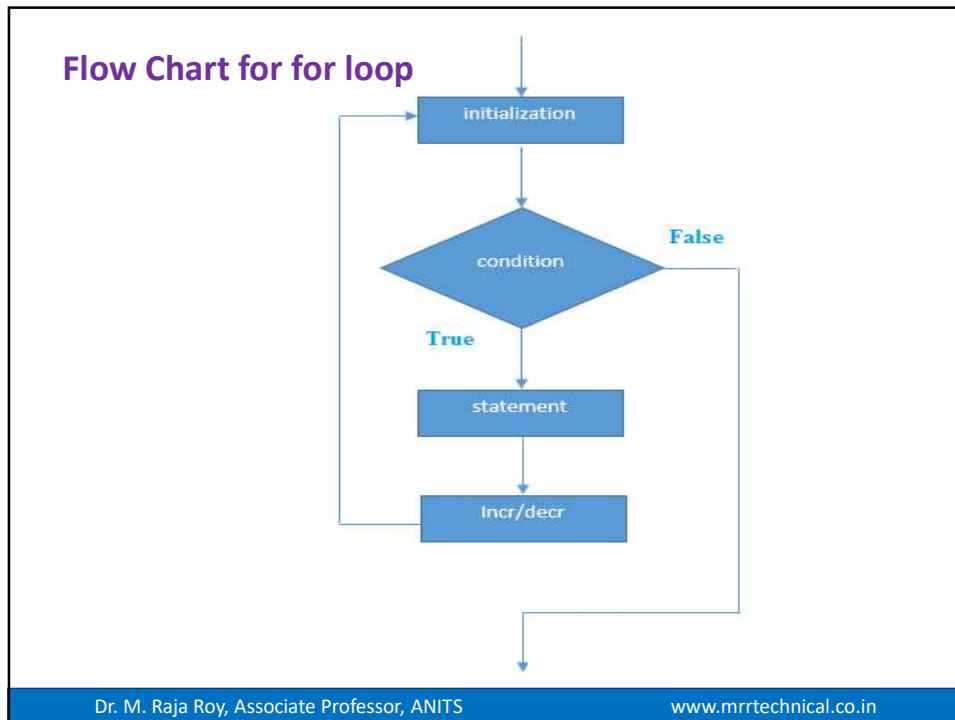 Flow Chart for for loop
initialization
condition
False
True
statement
Incr/decr
Dr. M. Raja Roy, Associate Professor, ANITS www.mrrtechnical.co.in